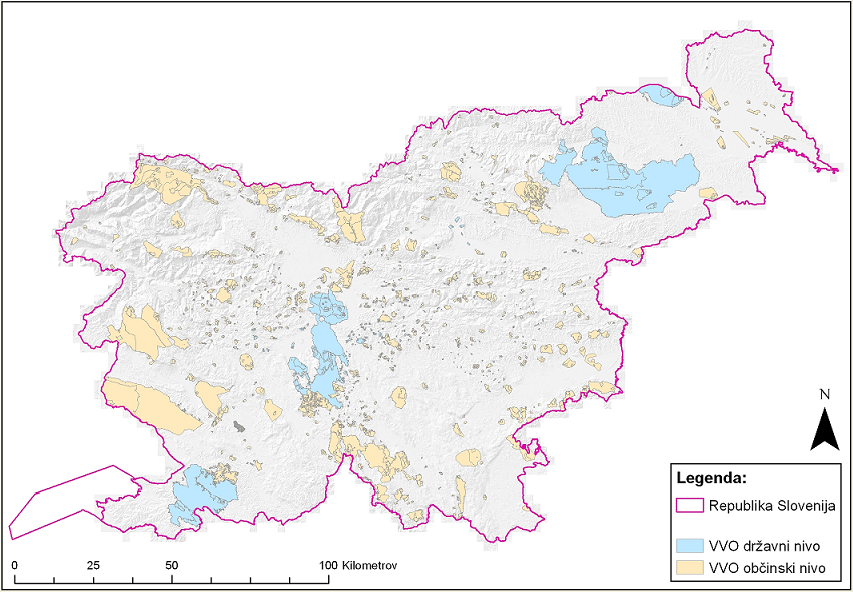 N
Legenda:
Republika Slovenija
VVO državni nivo
VVO občinski nivo
0 25 50 100 Kilometrov